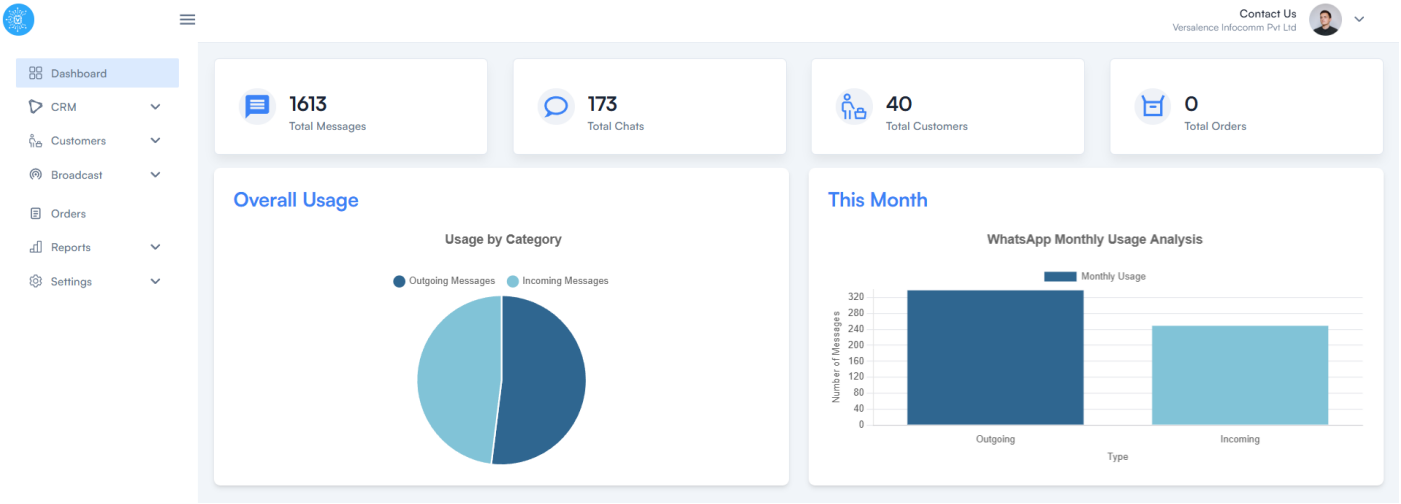 Contact Us
Versalence Infocomm Pvt Ltd
Dashboard
CRM
Customers
Broadcast
Orders
Reports
Settings
1613
Total Messages
173
Total Chats
40
Total Customers
0
Total Orders
Overall Usage
Usage by Category
Outgoing Messages
Incoming Messages
This Month
WhatsApp Monthly Usage Analysis
Monthly Usage
Number of Messages
320
280
240
200
160
120
80
40
0
Outgoing
Incoming
Type